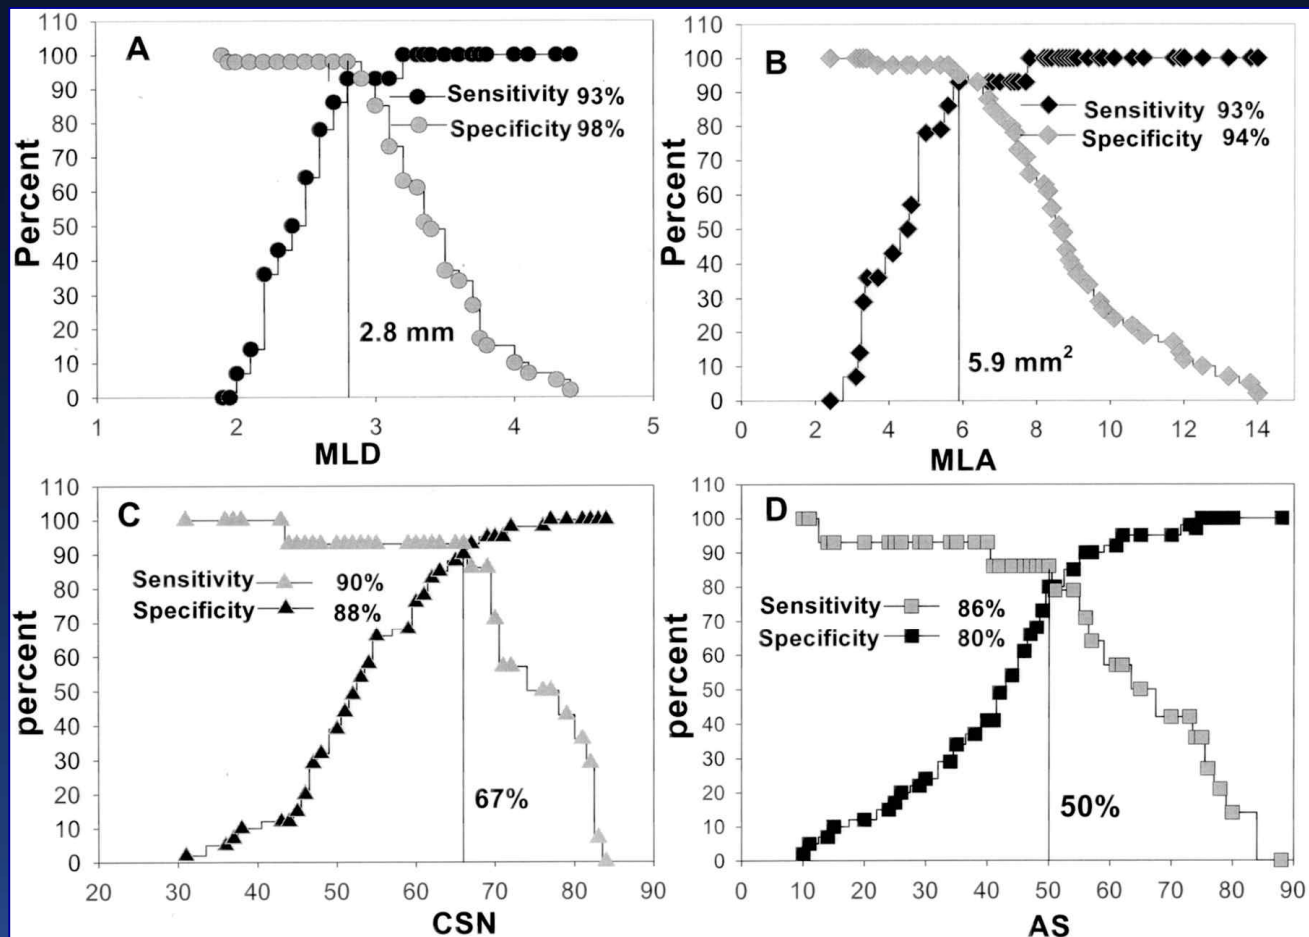 A
Percent
110
100
90
80
70
60
50
40
30
20
10
0
Sensitivity 93%
Specificity 98%
2.8 mm
1 2 3 4 5
MLD
B
Percent
110
100
90
80
70
60
50
40
30
20
10
0
Sensitivity 93%
Specificity 94%
5.9 mm²
0 2 4 6 8 10 12 14
MLA
C
percent
110
100
90
80
70
60
50
40
30
20
10
0
Sensitivity 90%
Specificity 88%
67%
20 30 40 50 60 70 80 90
CSN
D
percent
110
100
90
80
70
60
50
40
30
20
10
0
Sensitivity 86%
Specificity 80%
50%
0 10 20 30 40 50 60 70 80 90
AS